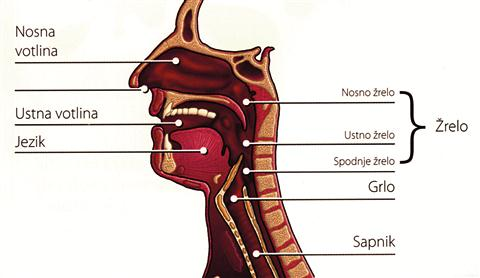 Nosna
votlina
Ustna votlina
Jezik
Nosno žrelo
Ustno žrelo
Spodnje žrelo
Žrelo
Grlo
Sapnik